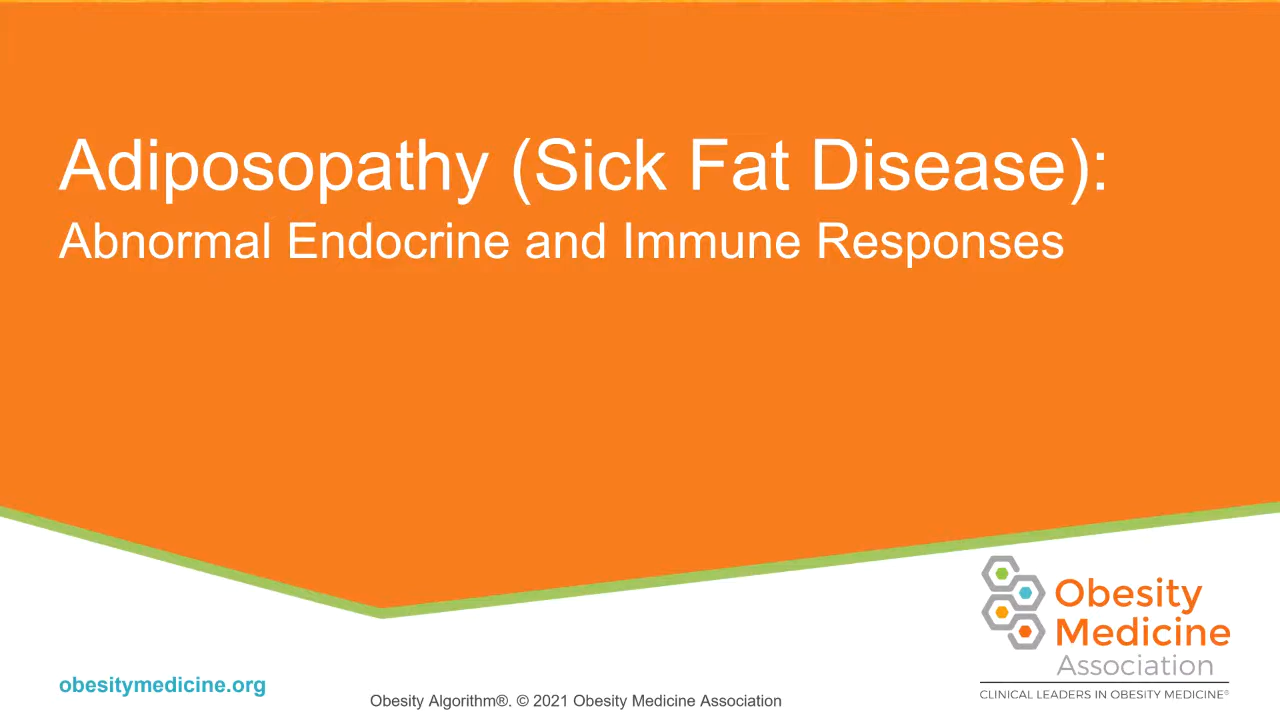 Adiposopathy (Sick Fat Disease):
Abnormal Endocrine and Immune Responses
Obesity
Medicine
Association
CLINICAL LEADERS IN OBESITY MEDICINE®
obesitymedicine.org
Obesity Algorithm®. © 2021 Obesity Medicine Association